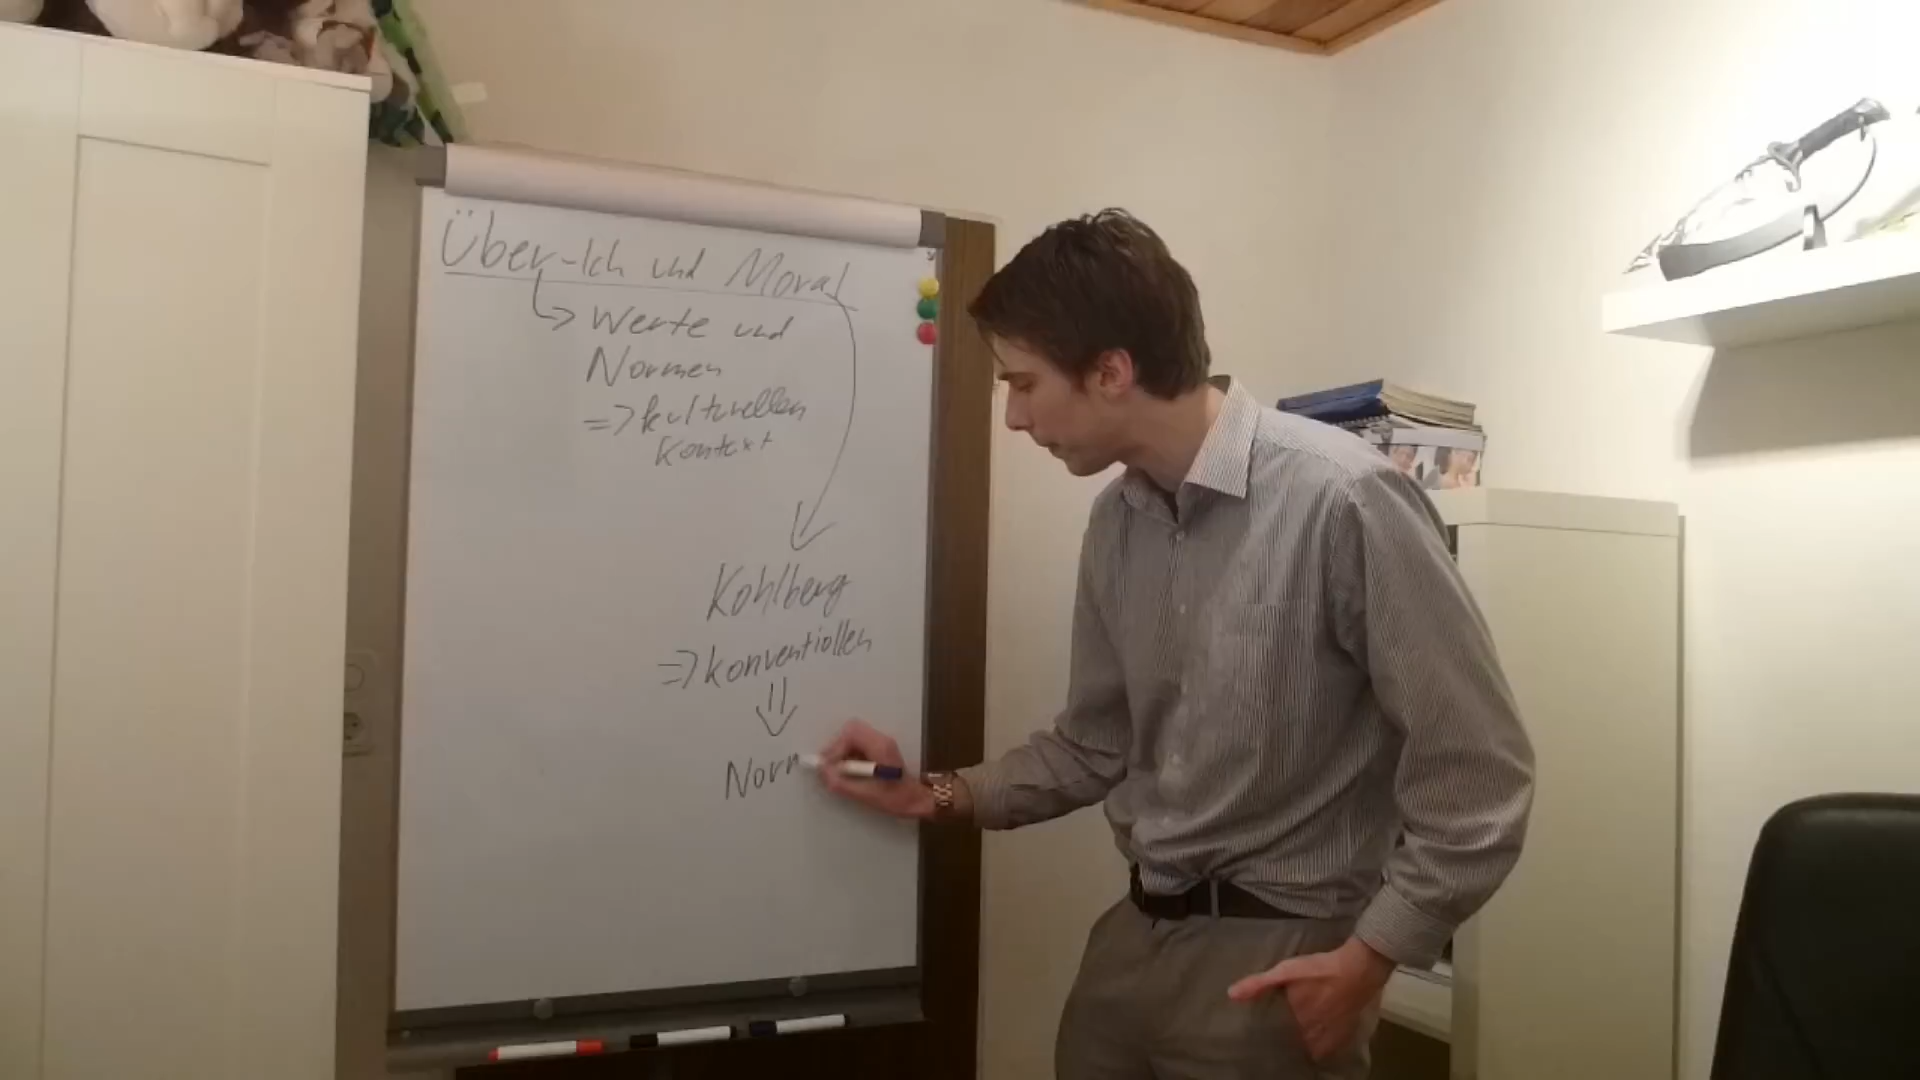 Über-Ich und Moral
↳ Werte und
Normen
=> kulturellen
Kontext
Kohlberg
=> konventiollen
⇓
Norm